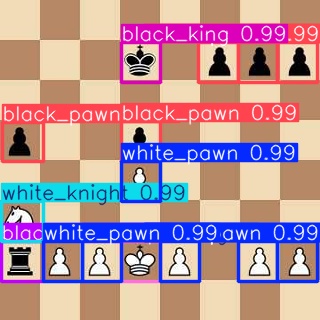 black_king 0.99 .99
black_pawn black_pawn 0.99
white_pawn 0.99
white_knight 0.99
blac white_pawn 0.99 awn 0.99